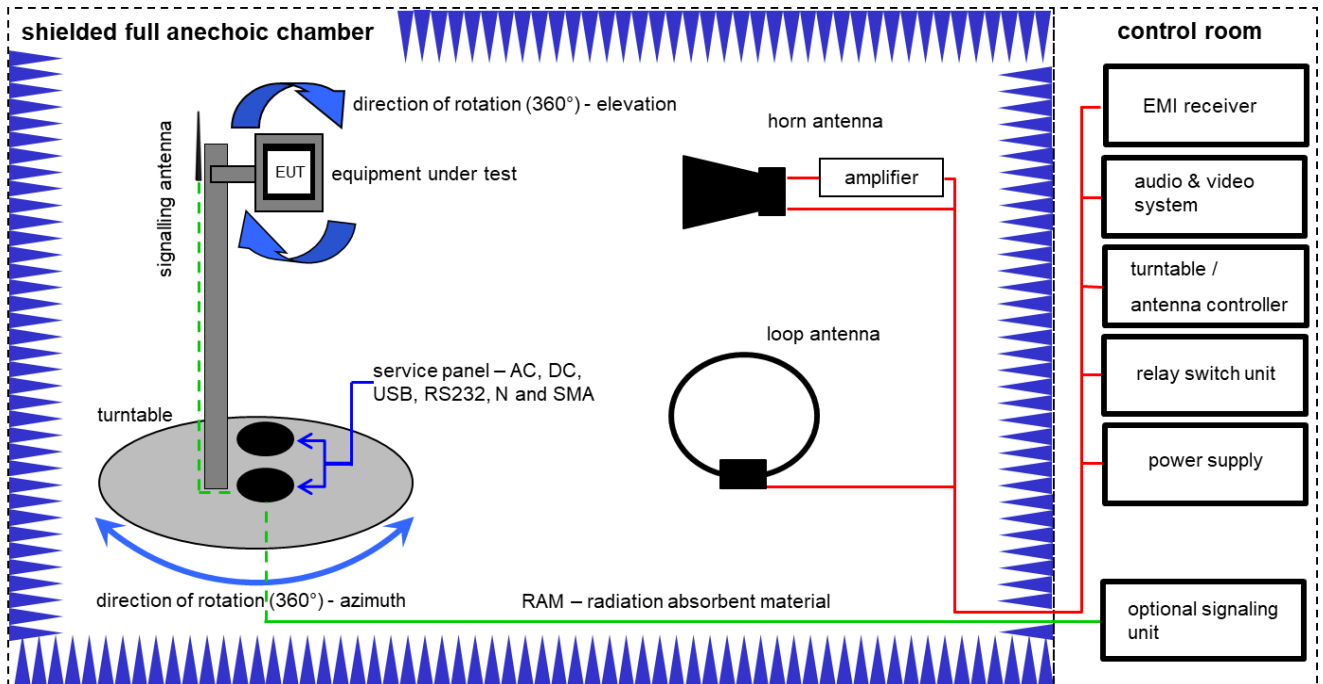 shielded full anechoic chamber
control room
direction of rotation (360°) - elevation
signalling antenna
EUT
equipment under test
horn antenna
amplifier
loop antenna
service panel – AC, DC,
USB, RS232, N and SMA
turntable
direction of rotation (360°) - azimuth
RAM – radiation absorbent material
EMI receiver
audio & video
system
turntable /
antenna controller
relay switch unit
power supply
optional signaling
unit